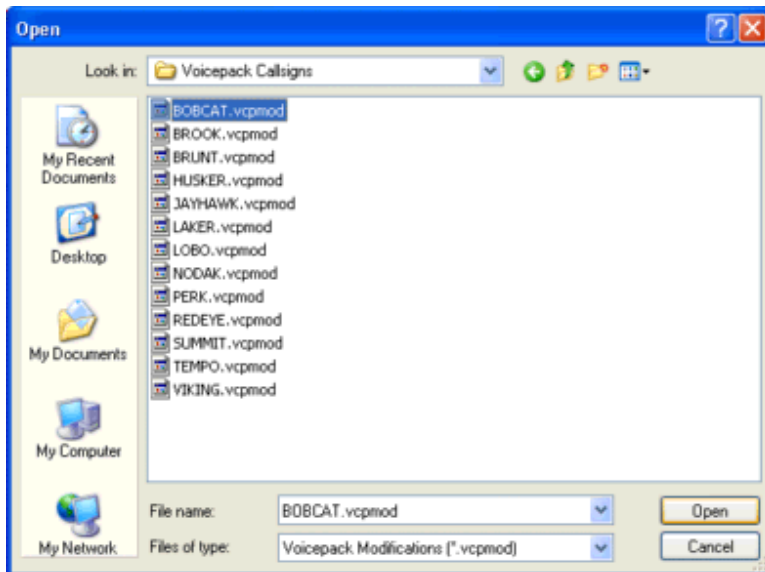 Open
Look in: Voicepack Callsigns
My Recent
Documents
Desktop
My Documents
My Computer
My Network
BOBCAT.vcpmod
BROOK.vcpmod
BRUNT.vcpmod
HUSKER.vcpmod
JAYHAWK.vcpmod
LAKER.vcpmod
LOBO.vcpmod
NODAK.vcpmod
PERK.vcpmod
REDEYE.vcpmod
SUMMIT.vcpmod
TEMPO.vcpmod
VIKING.vcpmod
File name: BOBCAT.vcpmod Open
Files of type: Voicepack Modifications (*.vcpmod) Cancel